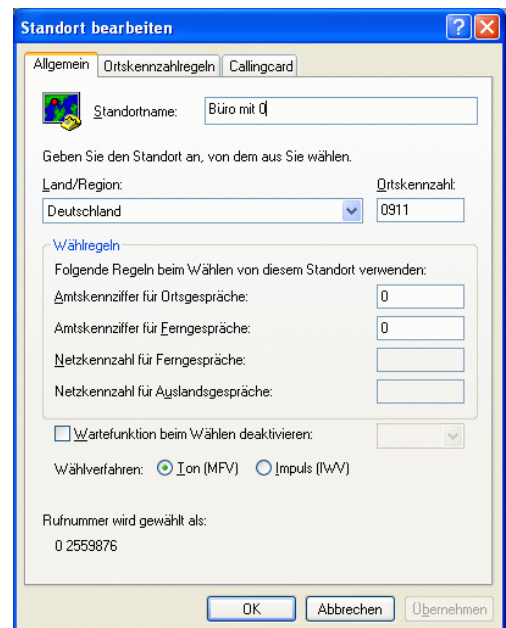 Standort bearbeiten
Allgemein Ortskennzahlregeln Callingcard
Standortname: Büro mit 0
Geben Sie den Standort an, von dem aus Sie wählen.
Land/Region: Ortskennzahl:
Deutschland 0911
Wählregeln
Folgende Regeln beim Wählen von diesem Standort verwenden:
Amtskennziffer für Ortsgespräche: 0
Amtskennziffer für Ferngespräche: 0
Netzkennzahl für Ferngespräche:
Netzkennzahl für Auslandsgespräche:
Wartefunktion beim Wählen deaktivieren:
Wählverfahren: Ton (MFV) Impuls (IWV)
Rufnummer wird gewählt als:
0 2559876
OK Abbrechen Übernehmen